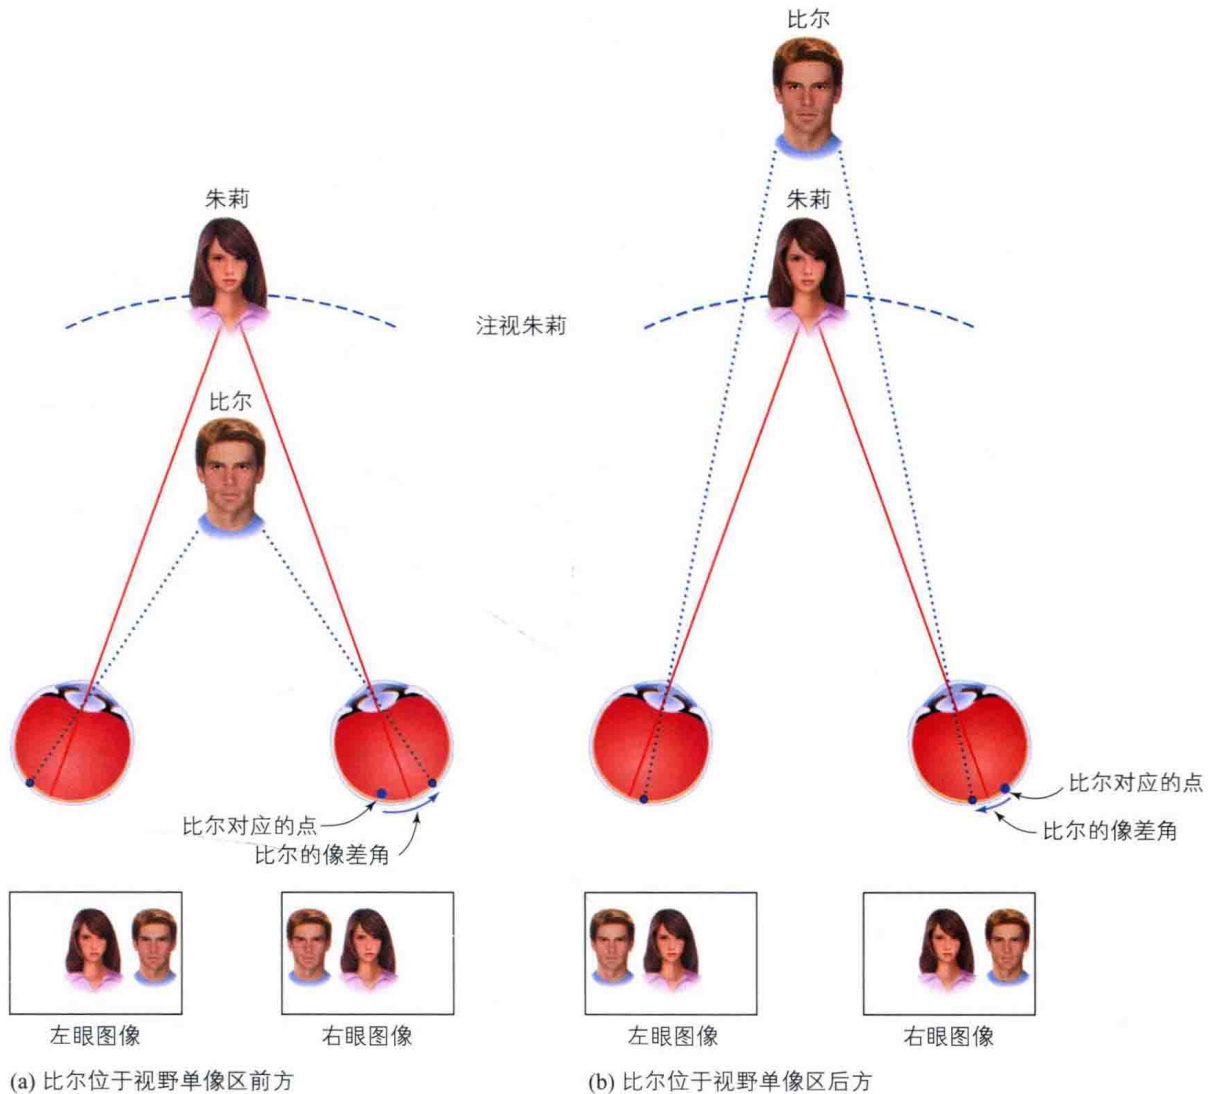 比尔
朱莉
朱莉
注视朱莉
比尔
比尔对应的点
比尔的像差角
比尔对应的点
比尔的像差角
左眼图像
右眼图像
左眼图像
右眼图像
(a) 比尔位于视野单像区前方
(b) 比尔位于视野单像区后方